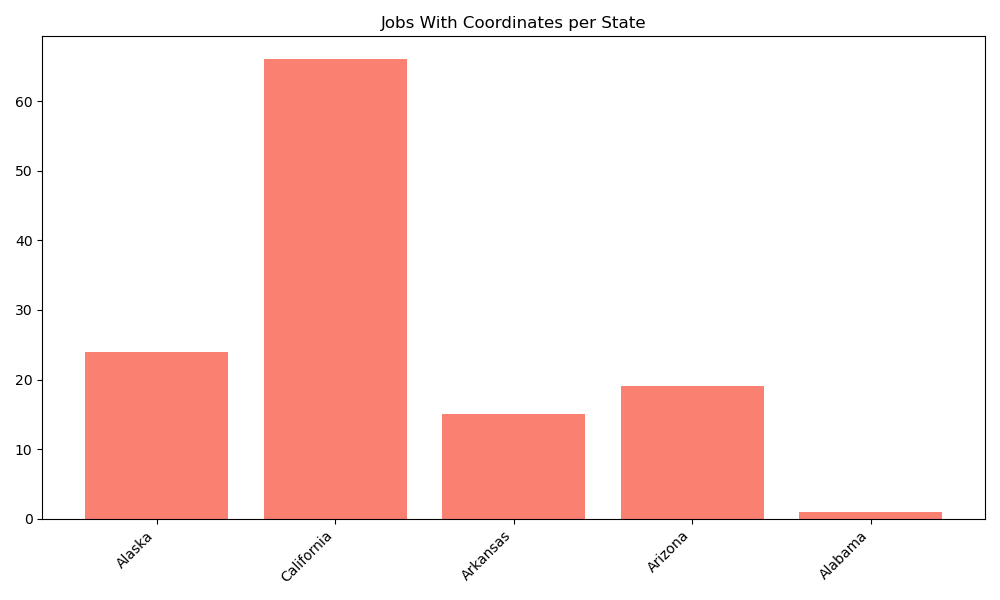 Jobs With Coordinates per State
60
50
40
30
20
10
0
Alaska
California
Arkansas
Arizona
Alabama